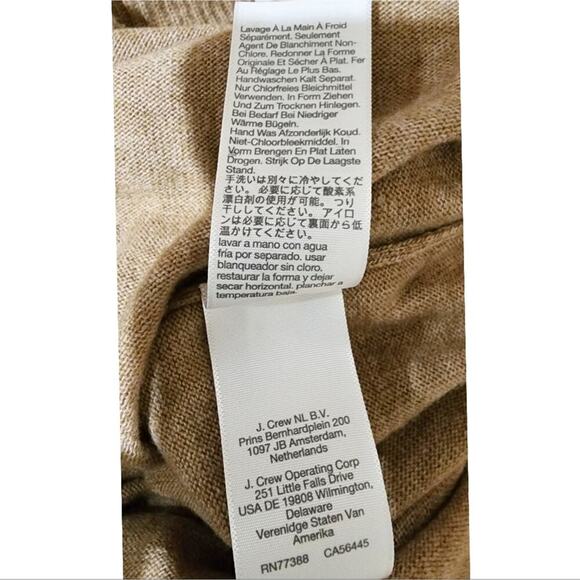 Lavage À La Main À Froid
Séparément. Seulement
Agent De Blanchiment Non-
Chlore. Redonner La Forme
Originale Et Sécher À Plat. Fer
Au Réglage Le Plus Bas.
Handwaschen Kalt Separat.
Nur Chlorfreies Bleichmittel
Verwenden. In Form Ziehen
Und Zum Trocknen Hinlegen.
Bei Bedarf Bei Niedriger
Wärme Bügeln.
Hand Was Afzonderlijk Koud.
Niet-Chloorbleekmiddel. In
Vorm Brengen En Plat Laten
Drogen. Strijk Op De Laagste
Stand.
手洗いは別々に冷やしてくだ
さい。必要に応じて酸素系
漂白剤の使用が可能。つり
干ししてください。アイロ
ンは必要に応じて裏面から低
温かけてください。
lavar a mano con agua
fría por separado. usar
blanqueador sin cloro.
restaurar la forma y dejar
secar horizontal. planchar a
temperatura baja.
J. Crew NL B.V.
Prins Bernhardplein 200
1097 JB Amsterdam,
Netherlands
J. Crew Operating Corp
251 Little Falls Drive
USA DE 19808 Wilmington,
Delaware
Verenidge Staten Van
Amerika
RN77388 CA56445